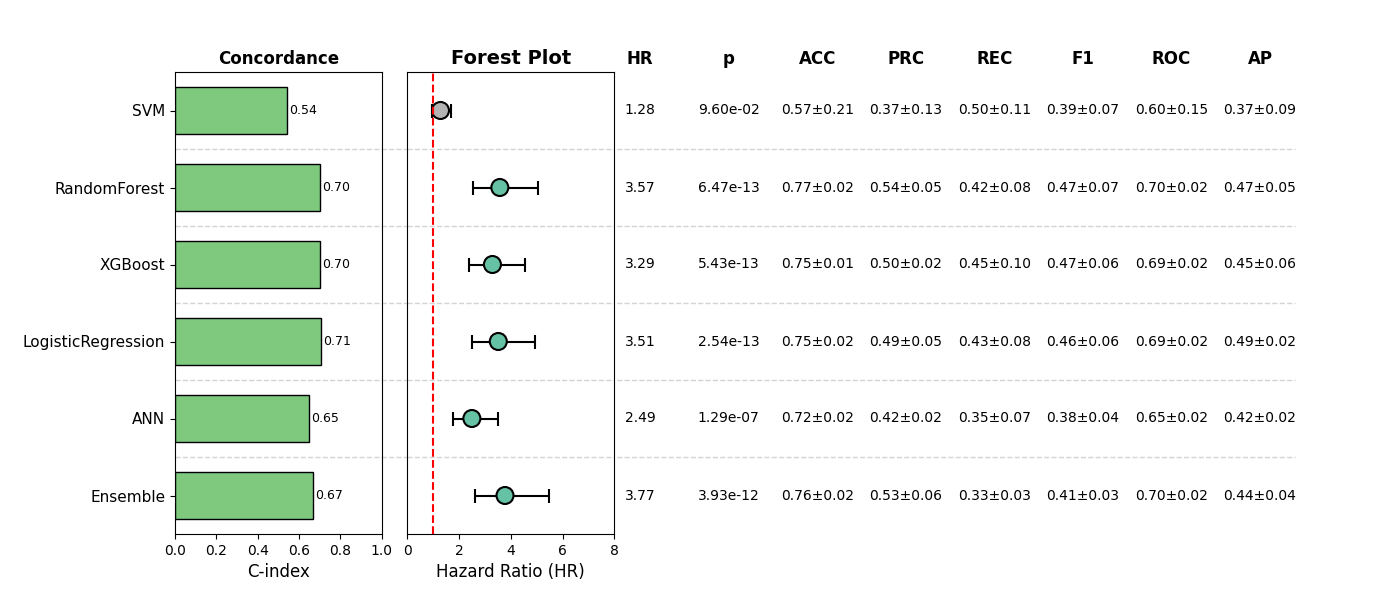 Concordance Forest Plot HR p ACC PRC REC F1 ROC AP
SVM 0.54 1.28 9.60e-02 0.57±0.21 0.37±0.13 0.50±0.11 0.39±0.07 0.60±0.15 0.37±0.09
RandomForest 0.70 3.57 6.47e-13 0.77±0.02 0.54±0.05 0.42±0.08 0.47±0.07 0.70±0.02 0.47±0.05
XGBoost 0.70 3.29 5.43e-13 0.75±0.01 0.50±0.02 0.45±0.10 0.47±0.06 0.69±0.02 0.45±0.06
LogisticRegression 0.71 3.51 2.54e-13 0.75±0.02 0.49±0.05 0.43±0.08 0.46±0.06 0.69±0.02 0.49±0.02
ANN 0.65 2.49 1.29e-07 0.72±0.02 0.42±0.02 0.35±0.07 0.38±0.04 0.65±0.02 0.42±0.02
Ensemble 0.67 3.77 3.93e-12 0.76±0.02 0.53±0.06 0.33±0.03 0.41±0.03 0.70±0.02 0.44±0.04
0.0 0.2 0.4 0.6 0.8 1.0 0 2 4 6 8
C-index Hazard Ratio (HR)